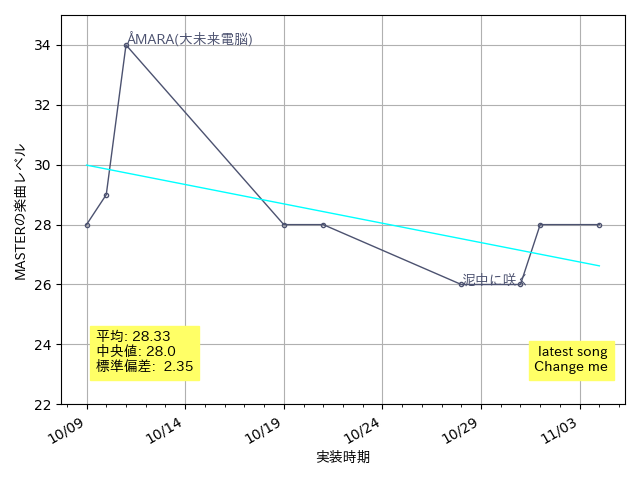 34
32
30
28
26
24
22
MASTERの楽曲レベル
ÅMARA(大未来電脳)
泥中に咲く
平均: 28.33
中央値: 28.0
標準偏差: 2.35
latest song
Change me
10/09
10/14
10/19
10/24
10/29
11/03
実装時期